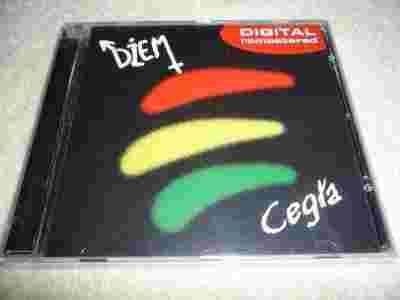 DŻEM
DIGITAL
remastered
Cegła